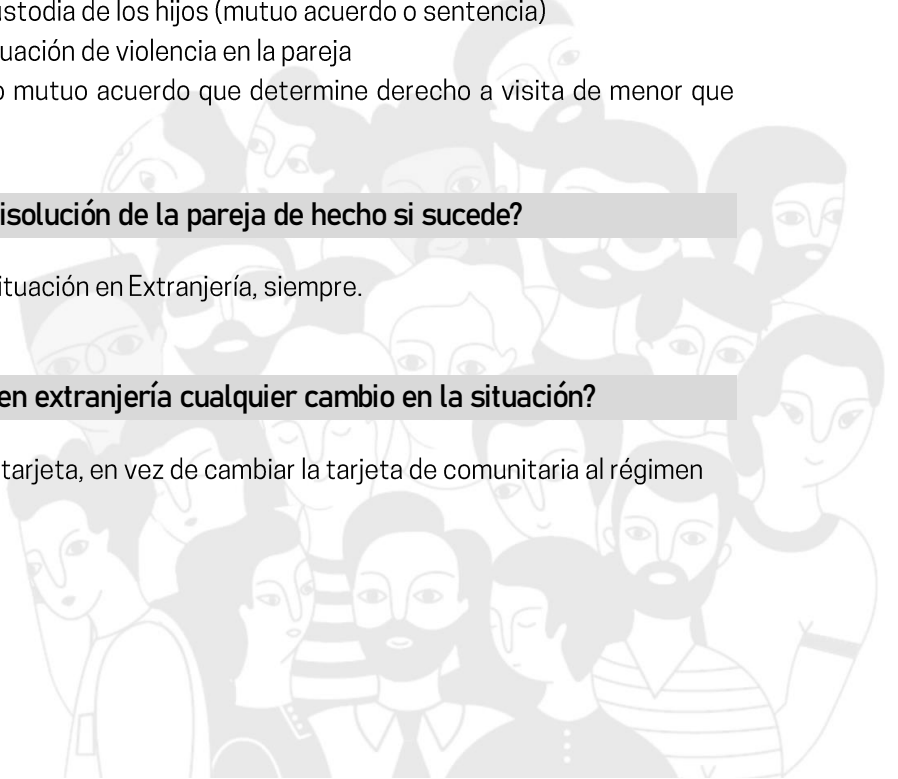 ustodia de los hijos (mutuo acuerdo o sentencia)
uación de violencia en la pareja
o mutuo acuerdo que determine derecho a visita de menor que
isolución de la pareja de hecho si sucede?
ituación en Extranjería, siempre.
en extranjería cualquier cambio en la situación?
tarjeta, en vez de cambiar la tarjeta de comunitaria al régimen